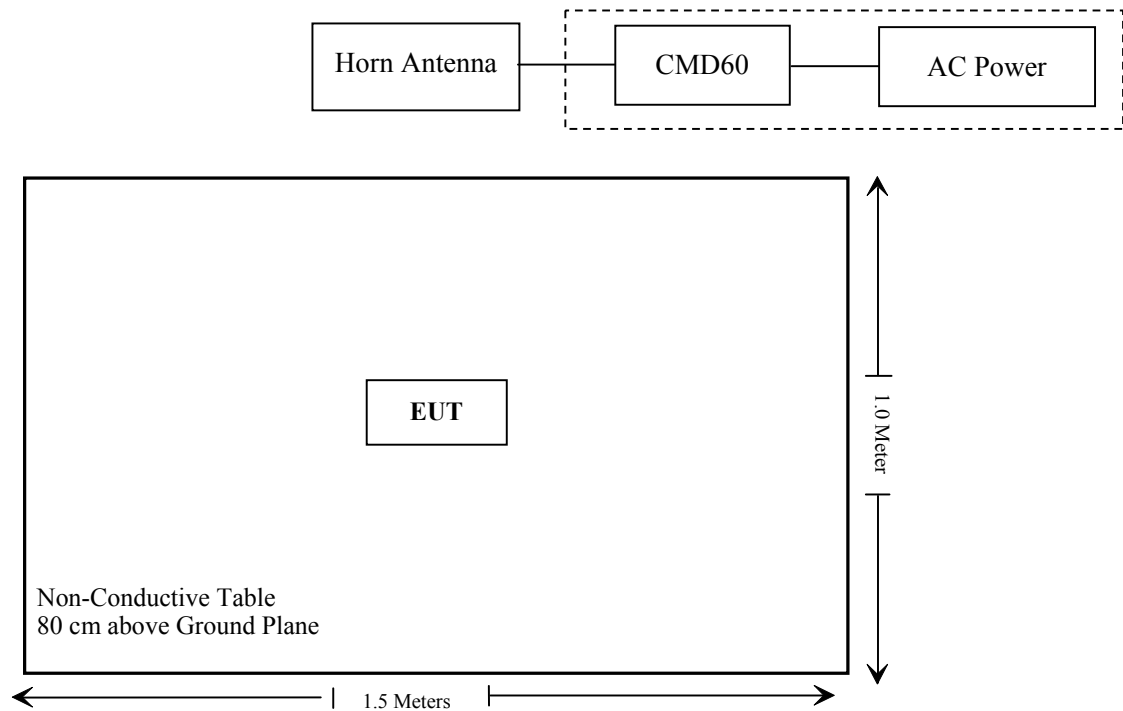 Horn Antenna
CMD60
AC Power
EUT
1.0 Meter
Non-Conductive Table
80 cm above Ground Plane
1.5 Meters